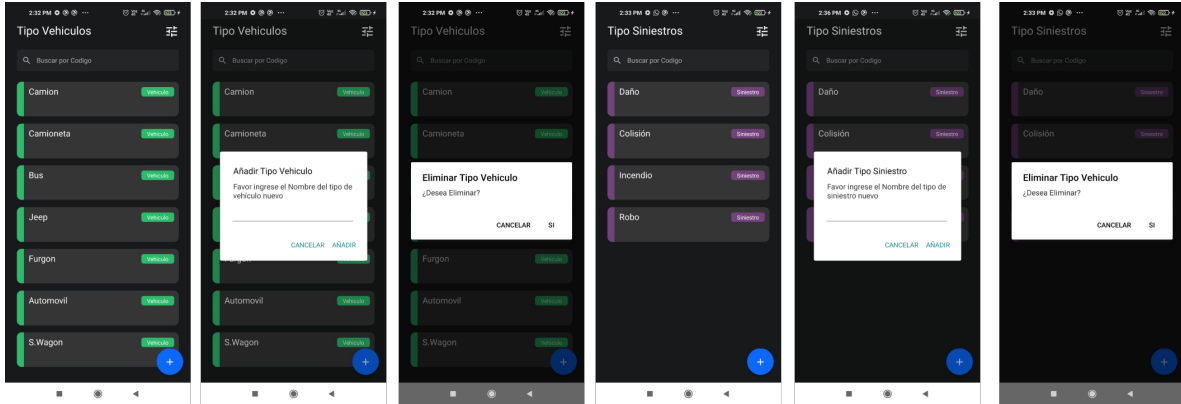 2:32 PM
Tipo Vehiculos
Buscar por Codigo
Camion
Vehiculo
Camioneta
Vehiculo
Bus
Vehiculo
Jeep
Vehiculo
Furgon
Vehiculo
Automovil
Vehiculo
S.Wagon
Vehiculo
+
2:32 PM
Tipo Vehiculos
Buscar por Codigo
Camion
Vehiculo
Camioneta
Vehiculo
Añadir Tipo Vehiculo
Favor ingrese el Nombre del tipo de
vehículo nuevo
CANCELAR AÑADIR
Furgon
Automovil
Vehiculo
S.Wagon
Vehiculo
+
2:32 PM
Tipo Vehiculos
Buscar por Codigo
Camion
Vehiculo
Camioneta
Vehiculo
Eliminar Tipo Vehiculo
¿Desea Eliminar?
CANCELAR SI
Furgon
Vehiculo
Automovil
Vehiculo
S.Wagon
Vehiculo
+
2:33 PM
Tipo Siniestros
Buscar por Codigo
Daño
Siniestro
Colisión
Siniestro
Incendio
Siniestro
Robo
Siniestro
+
2:36 PM
Tipo Siniestros
Buscar por Codigo
Daño
Siniestro
Colisión
Siniestro
Añadir Tipo Siniestro
Favor ingrese el Nombre del tipo de
siniestro nuevo
CANCELAR AÑADIR
+
2:33 PM
Tipo Siniestros
Buscar por Codigo
Daño
Siniestro
Colisión
Siniestro
Eliminar Tipo Vehiculo
¿Desea Eliminar?
CANCELAR SI
+